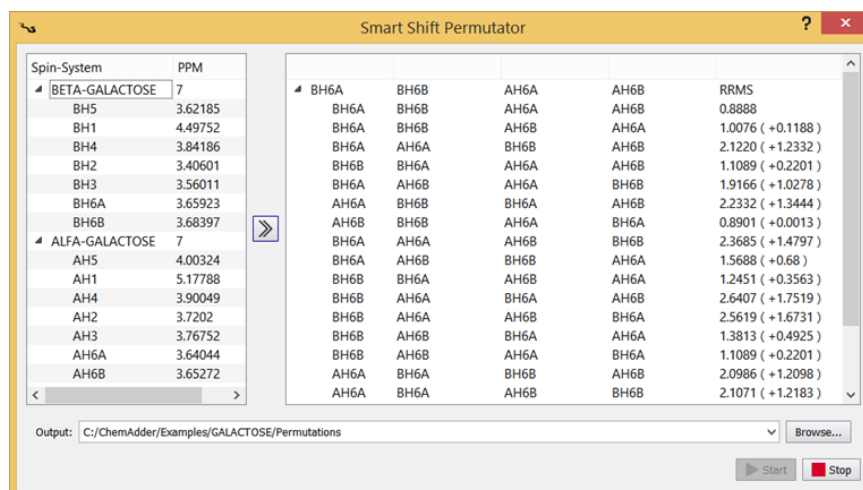 Smart Shift Permutator ? ×
Spin-System PPM
BETA-GALACTOSE 7
BH5 3.62185
BH1 4.49752
BH4 3.84186
BH2 3.40601
BH3 3.56011
BH6A 3.65923
BH6B 3.68397
ALFA-GALACTOSE 7
AH5 4.00324
AH1 5.17788
AH4 3.90049
AH2 3.7202
AH3 3.76752
AH6A 3.64044
AH6B 3.65272
BH6A BH6B AH6A AH6B RRMS
BH6A BH6B AH6A AH6B 0.8888
BH6A BH6B AH6B AH6A 1.0076 ( +0.1188 )
BH6A AH6A BH6B AH6B 2.1220 ( +1.2332 )
BH6B BH6A AH6A AH6B 1.1089 ( +0.2201 )
BH6A AH6B AH6A BH6B 1.9166 ( +1.0278 )
AH6A BH6B BH6A AH6B 2.2332 ( +1.3444 )
AH6B BH6B AH6A BH6A 0.8901 ( +0.0013 )
BH6A AH6A AH6B BH6B 2.3685 ( +1.4797 )
BH6A AH6B BH6B AH6A 1.5688 ( +0.68 )
BH6B BH6A AH6B AH6A 1.2451 ( +0.3563 )
BH6B AH6A BH6A AH6B 2.6407 ( +1.7519 )
BH6B AH6A AH6B BH6A 2.5619 ( +1.6731 )
BH6B AH6B BH6A AH6A 1.3813 ( +0.4925 )
BH6B AH6B AH6A BH6A 1.1089 ( +0.2201 )
AH6A BH6A BH6B AH6B 2.0986 ( +1.2098 )
AH6A BH6A AH6B BH6B 2.1071 ( +1.2183 )
Output: C:/ChemAdder/Examples/GALACTOSE/Permutations Browse...
Start Stop